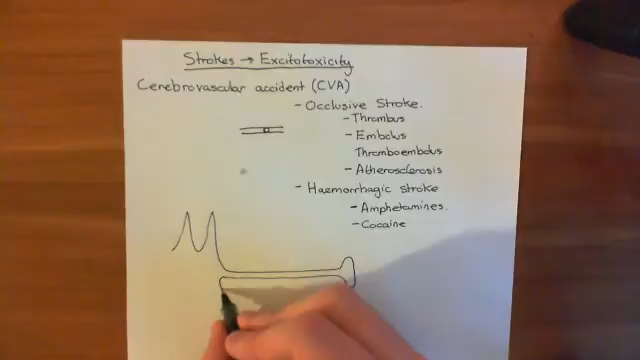 Strokes → Excitotoxicity
Cerebrovascular accident (CVA)
- Occlusive Stroke.
- Thrombus
- Embolus
Thromboembolus
- Atherosclerosis
- Haemorrhagic stroke
- Amphetamines.
- Cocaine